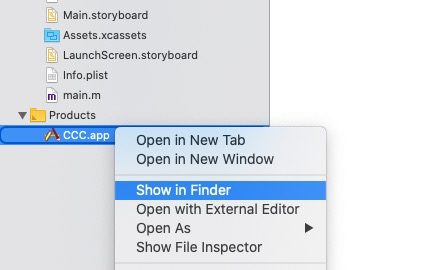 Main.storyboard
Assets.xcassets
LaunchScreen.storyboard
Info.plist
main.m
Products
CCC.app
Open in New Tab
Open in New Window
Show in Finder
Open with External Editor
Open As
Show File Inspector